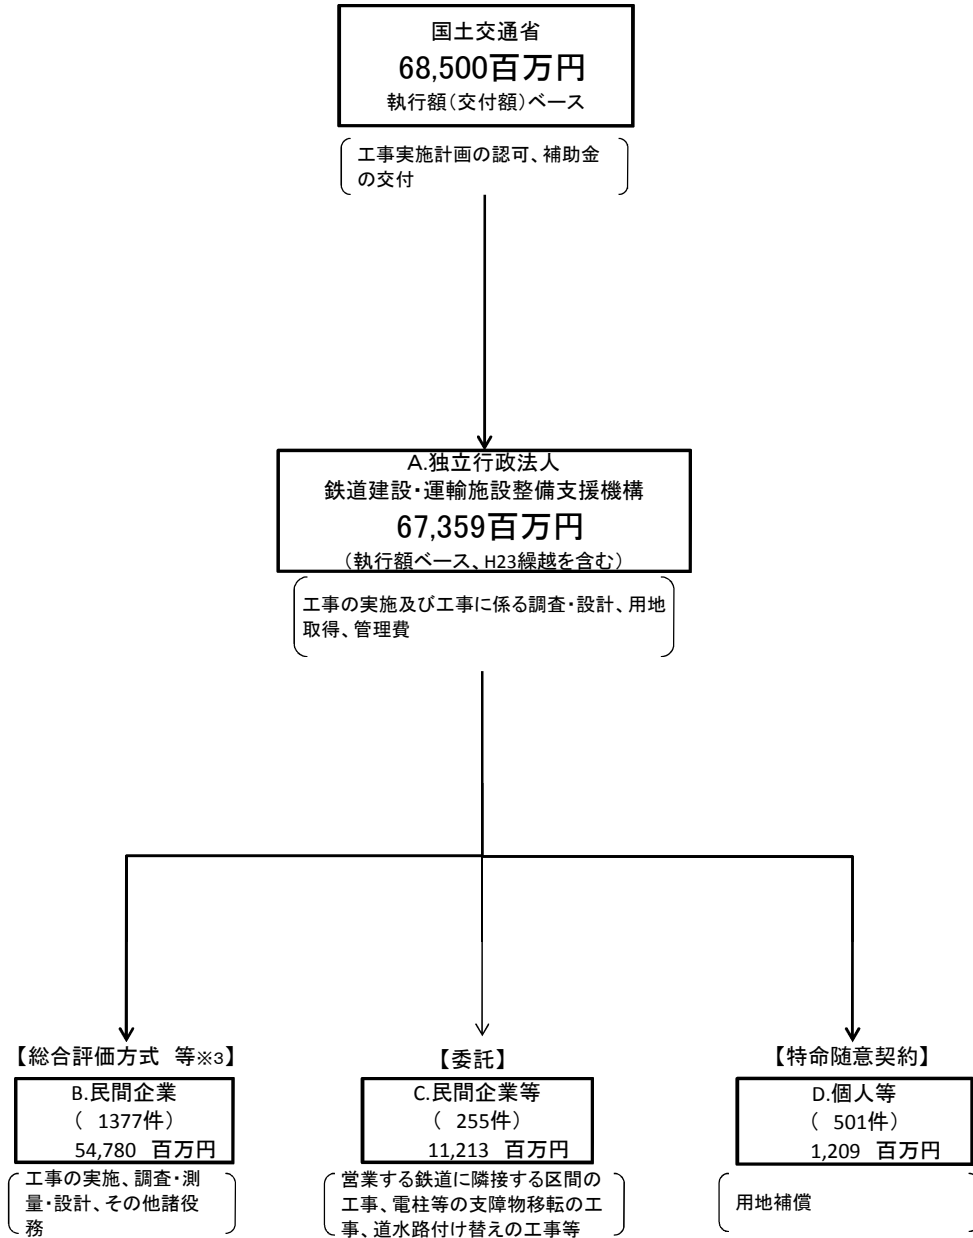 国土交通省
68,500百万円
執行額(交付額)ベース
工事実施計画の認可、補助金
の交付
A.独立行政法人
鉄道建設・運輸施設整備支援機構
67,359百万円
(執行額ベース、H23繰越を含む)
工事の実施及び工事に係る調査・設計、用地
取得、管理費
【総合評価方式 等※3】
B.民間企業
( 1377件)
54,780 百万円
工事の実施、調査・測
量・設計、その他諸役
務
【委託】
C.民間企業等
( 255件)
11,213 百万円
営業する鉄道に隣接する区間の
工事、電柱等の支障物移転の工
事、道水路付け替えの工事等
【特命随意契約】
D.個人等
( 501件)
1,209 百万円
用地補償